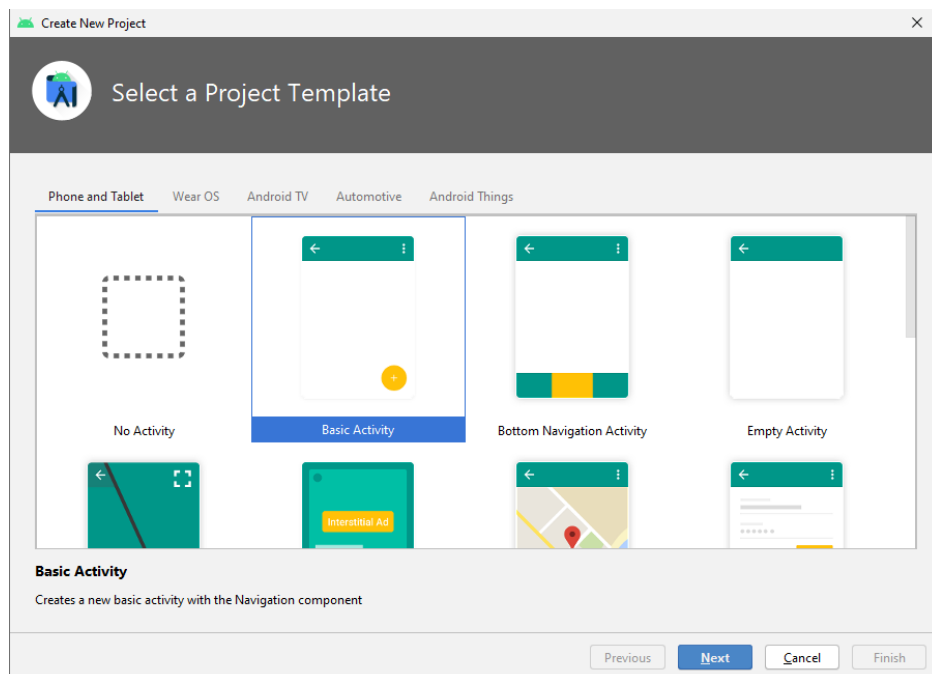 Create New Project
Select a Project Template
Phone and Tablet Wear OS Android TV Automotive Android Things
No Activity Basic Activity Bottom Navigation Activity Empty Activity
Interstitial Ad
Basic Activity
Creates a new basic activity with the Navigation component
Previous Next Cancel Finish